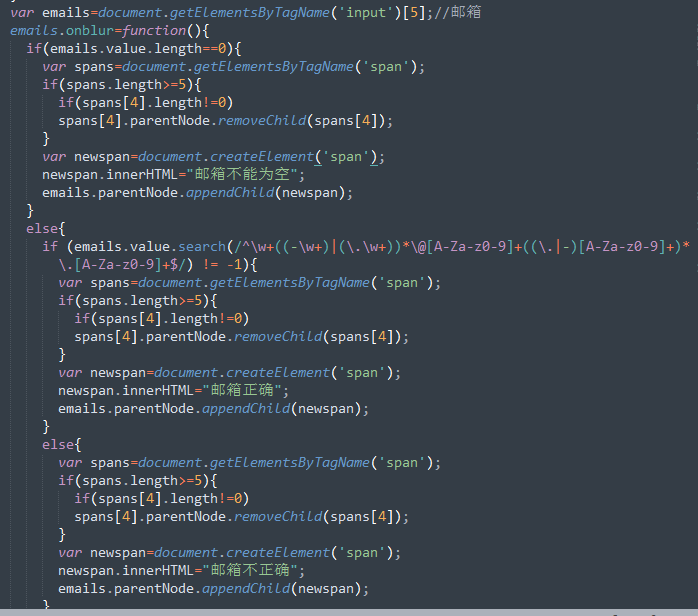 var emails=document.getElementsByTagName('input')[5];//邮箱
emails.onblur=function(){
if(emails.value.length==0){
var spans=document.getElementsByTagName('span');
if(spans.length>=5){
if(spans[4].length!=0)
spans[4].parentNode.removeChild(spans[4]);
}
var newspan=document.createElement('span');
newspan.innerHTML="邮箱不能为空";
emails.parentNode.appendChild(newspan);
}
else{
if (emails.value.search(/^\w+((-\w+)|(\.\w+))*\@[A-Za-z0-9]+((\.|-)[A-Za-z0-9]+)*
\.[A-Za-z0-9]+$/) != -1){
var spans=document.getElementsByTagName('span');
if(spans.length>=5){
if(spans[4].length!=0)
spans[4].parentNode.removeChild(spans[4]);
}
var newspan=document.createElement('span');
newspan.innerHTML="邮箱正确";
emails.parentNode.appendChild(newspan);
}
else{
var spans=document.getElementsByTagName('span');
if(spans.length>=5){
if(spans[4].length!=0)
spans[4].parentNode.removeChild(spans[4]);
}
var newspan=document.createElement('span');
newspan.innerHTML="邮箱不正确";
emails.parentNode.appendChild(newspan);
}